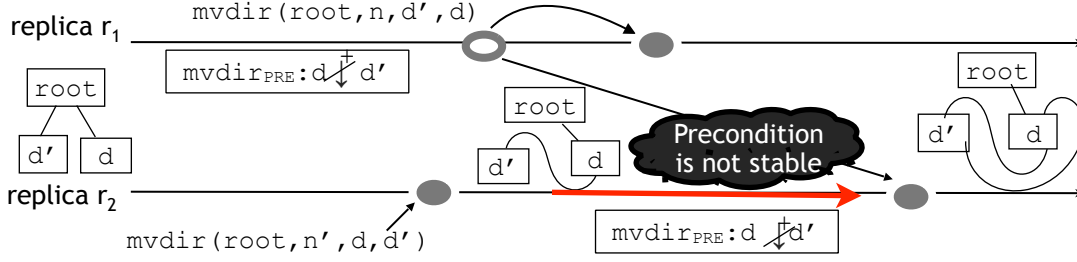 mvdir(root,n,d′,d)
replica r₁
mvdirPRE:d ↓⁺ d′
root
d′ d
root
d′ d
Precondition
is not stable
root
d′ d
replica r₂
mvdir(root,n′,d,d′)
mvdirPRE:d ↓⁺ d′